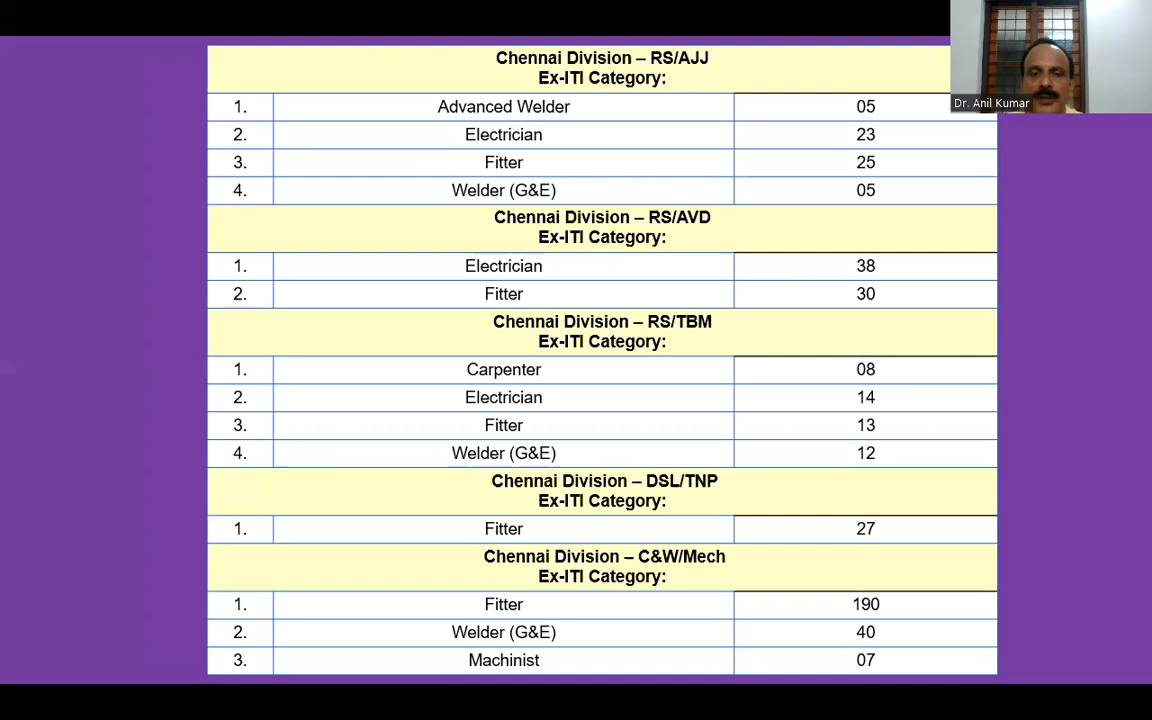 Chennai Division – RS/AJJ
Ex-ITI Category:
1. Advanced Welder 05
2. Electrician 23
3. Fitter 25
4. Welder (G&E) 05
Chennai Division – RS/AVD
Ex-ITI Category:
1. Electrician 38
2. Fitter 30
Chennai Division – RS/TBM
Ex-ITI Category:
1. Carpenter 08
2. Electrician 14
3. Fitter 13
4. Welder (G&E) 12
Chennai Division – DSL/TNP
Ex-ITI Category:
1. Fitter 27
Chennai Division – C&W/Mech
Ex-ITI Category:
1. Fitter 190
2. Welder (G&E) 40
3. Machinist 07
Dr. Anil Kumar